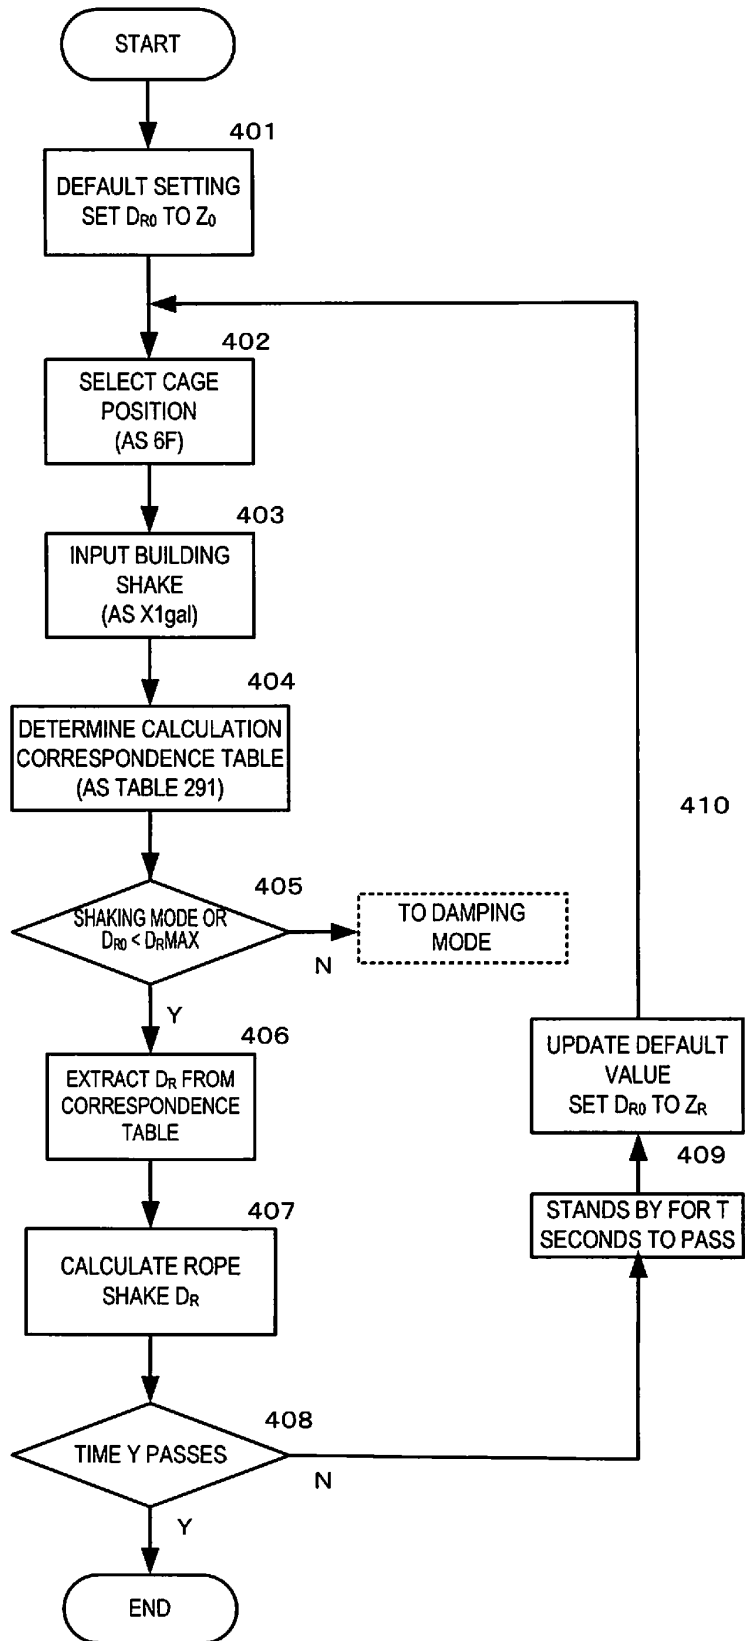 START
401
DEFAULT SETTING
SET DR0 TO Z0
402
SELECT CAGE
POSITION
(AS 6F)
403
INPUT BUILDING
SHAKE
(AS X1gal)
404
DETERMINE CALCULATION
CORRESPONDENCE TABLE
(AS TABLE 291)
405
SHAKING MODE OR
DR0 < DRMAX
N
TO DAMPING
MODE
Y
406
EXTRACT DR FROM
CORRESPONDENCE
TABLE
407
CALCULATE ROPE
SHAKE DR
408
TIME Y PASSES
N
Y
END
409
STANDS BY FOR T
SECONDS TO PASS
410
UPDATE DEFAULT
VALUE
SET DR0 TO ZR